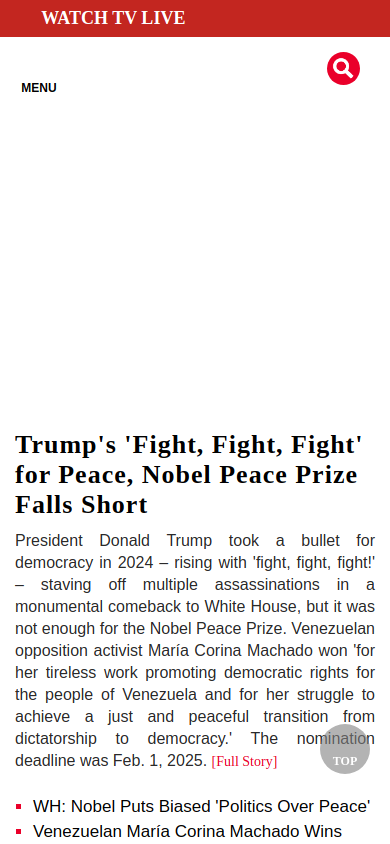 WATCH TV LIVE
MENU
Trump's 'Fight, Fight, Fight'
for Peace, Nobel Peace Prize
Falls Short
President Donald Trump took a bullet for
democracy in 2024 – rising with 'fight, fight, fight!'
– staving off multiple assassinations in a
monumental comeback to White House, but it was
not enough for the Nobel Peace Prize. Venezuelan
opposition activist María Corina Machado won 'for
her tireless work promoting democratic rights for
the people of Venezuela and for her struggle to
achieve a just and peaceful transition from
dictatorship to democracy.' The nomination
deadline was Feb. 1, 2025. [Full Story]
TOP
WH: Nobel Puts Biased 'Politics Over Peace'
Venezuelan María Corina Machado Wins